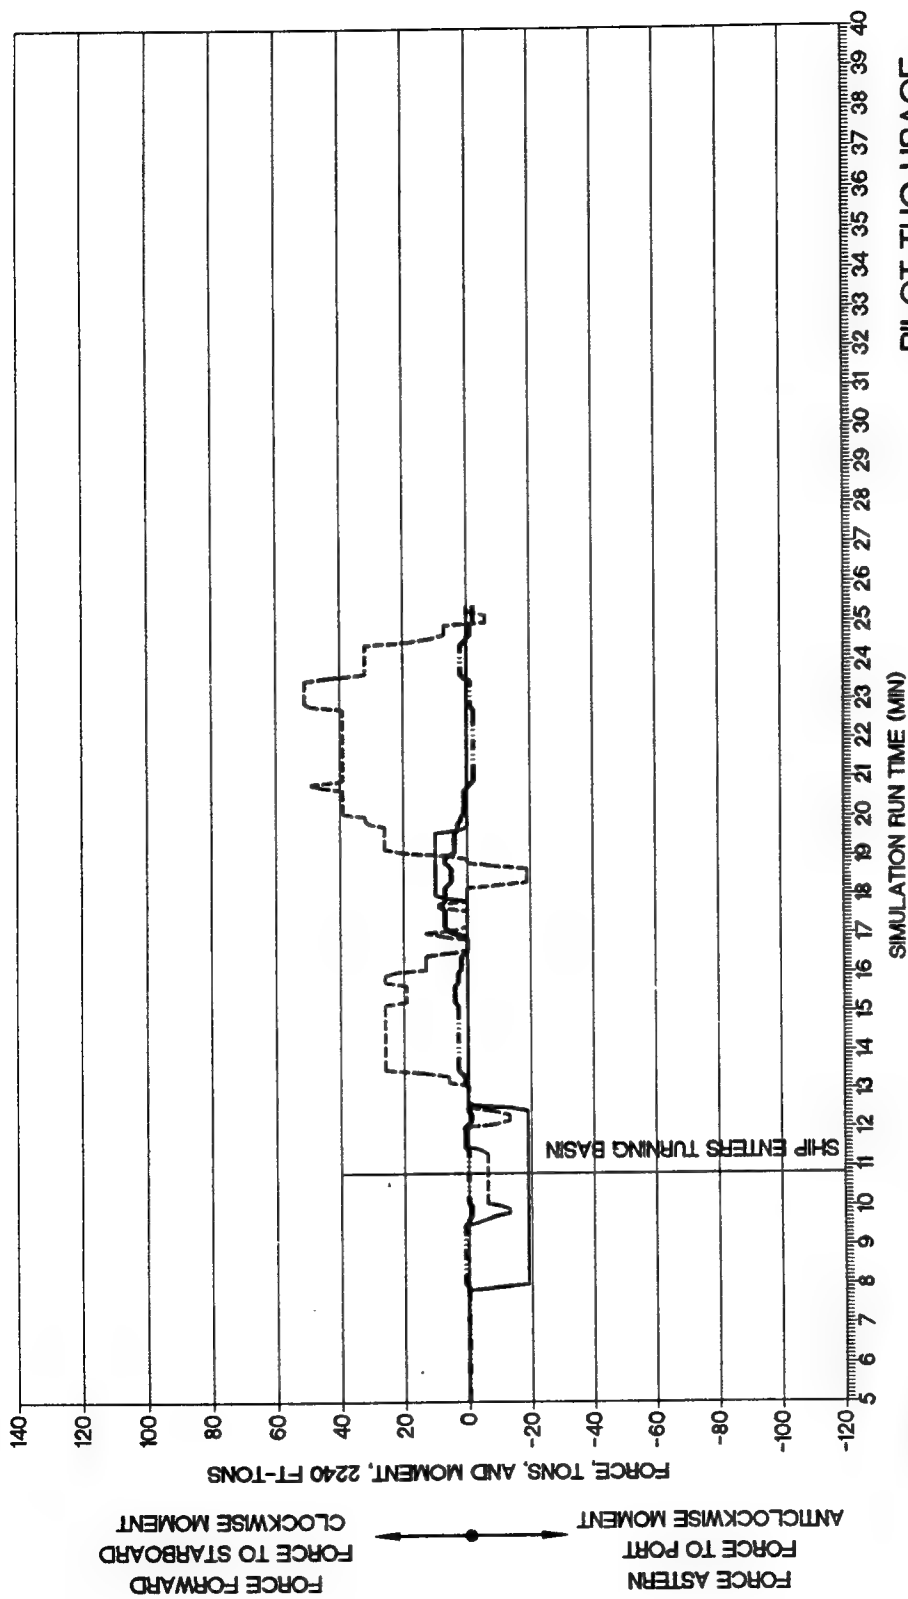 FORCE FORWARD
FORCE TO STARBOARD
CLOCKWISE MOMENT
FORCE ASTERN
FORCE TO PORT
ANTICLOCKWISE MOMENT
FORCE, TONS, AND MOMENT, 2240 FT-TONS
140
120
100
80
60
40
20
0
-20
-40
-60
-80
-100
-120
SHIP ENTERS TURNING BASIN
5 6 7 8 9 10 11 12 13 14 15 16 17 18 19 20 21 22 23 24 25 26 27 28 29 30 31 32 33 34 35 36 37 38 39 40
SIMULATION RUN TIME (MIN)
PILOT TUG USAGE